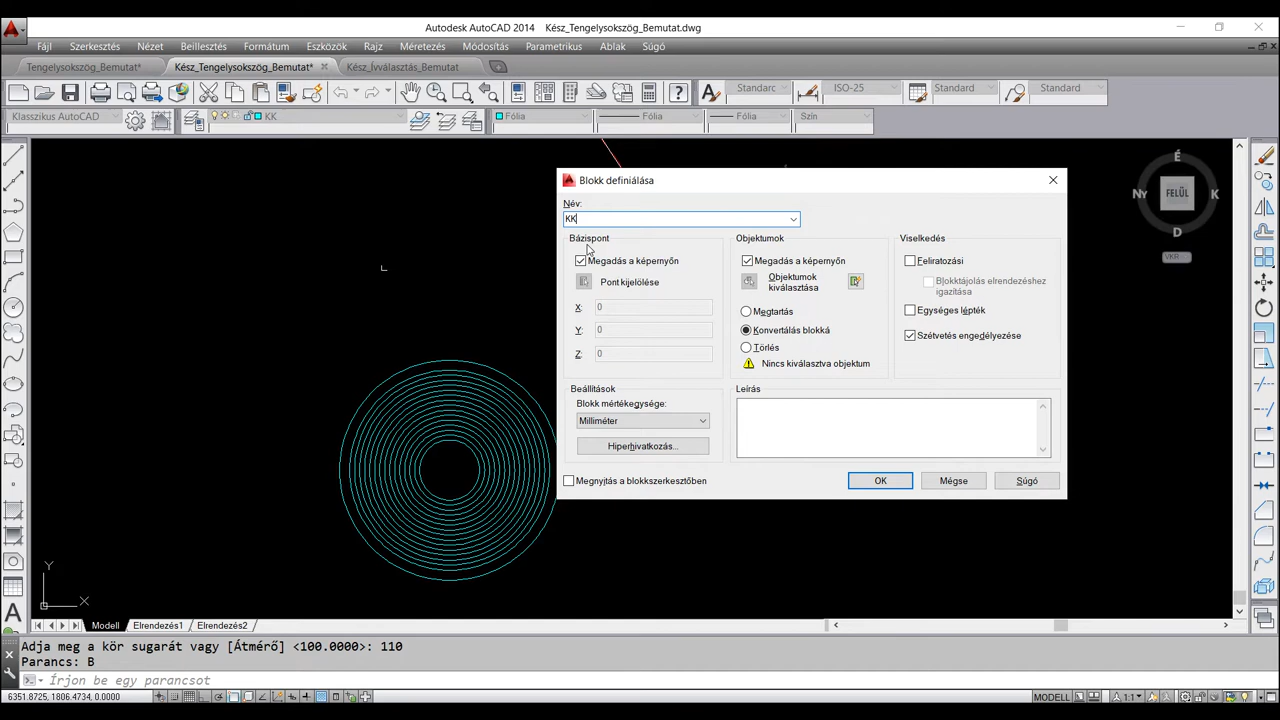 Autodesk AutoCAD 2014 Kész_Tengelysokszög_Bemutat.dwg
Fájl Szerkesztés Nézet Beillesztés Formátum Eszközök Rajz Méretezés Módosítás Parametrikus Ablak Súgó
Tengelysokszög_Bemutat* Kész_Tengelysokszög_Bemutat* Kész_Ívválasztás_Bemutat
Standarc ISO-25 Standard Standard
Klasszikus AutoCAD KK Fólia Fólia Fólia Szín
Blokk definiálása
Név:
KK
Bázispont
Megadás a képernyőn
Pont kijelölése
X: 0
Y: 0
Z: 0
Objektumok
Megadás a képernyőn
Objektumok
kiválasztása
Megtartás
Konvertálás blokká
Törlés
Nincs kiválasztva objektum
Viselkedés
Feliratozási
Blokktájolás elrendezéshez
igazítása
Egységes lépték
Szétvetés engedélyezése
Beállítások
Blokk mértékegysége:
Milliméter
Hiperhivatkozás...
Leírás
Megnyitás a blokkszerkesztőben
OK Mégse Súgó
É
NY FELÜL K
D
VKR
Y
X
Modell Elrendezés1 Elrendezés2
Adja meg a kör sugarát vagy [Átmérő] <100.0000>: 110
Parancs: B
Írjon be egy parancsot
6351.8725, 1806.4734, 0.0000 MODELL 1:1